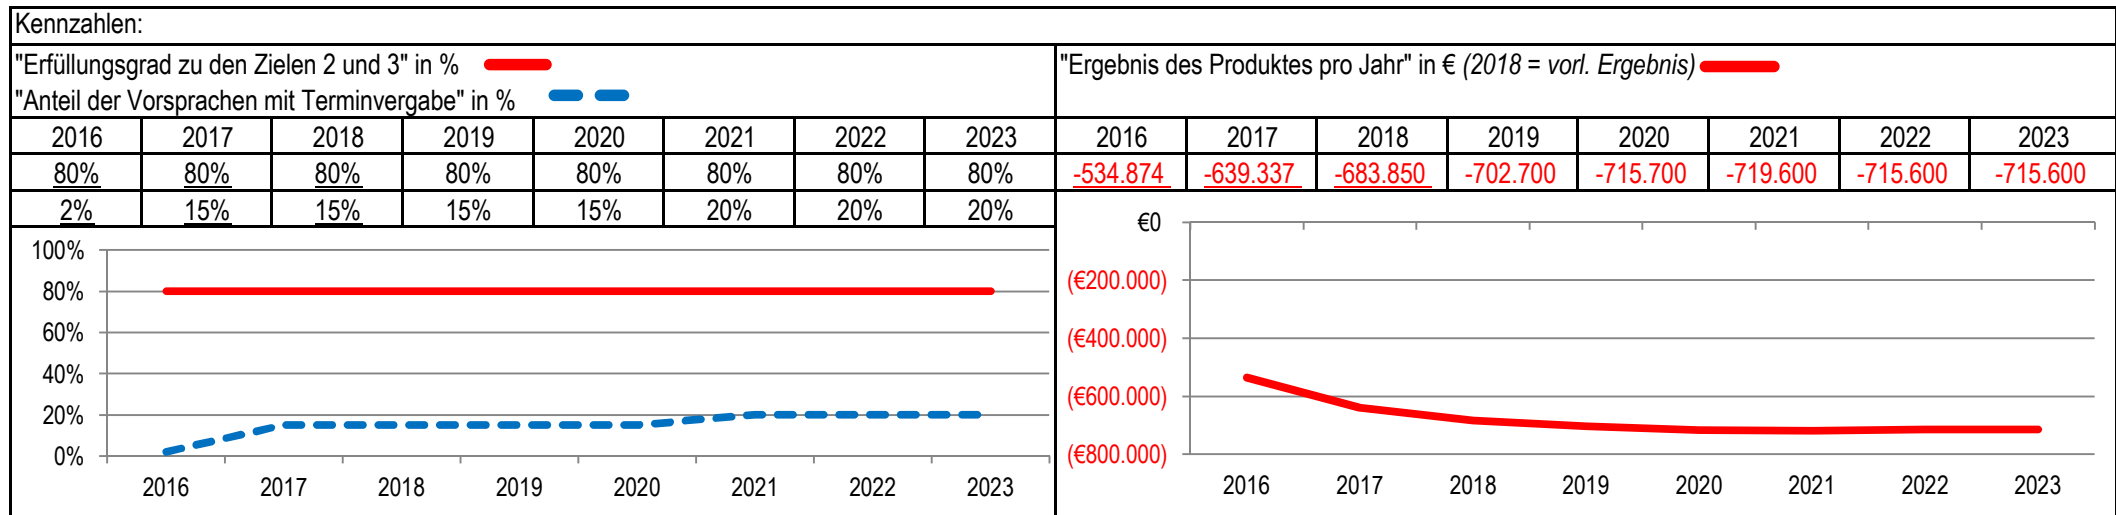 Kennzahlen:
"Erfüllungsgrad zu den Zielen 2 und 3" in %
"Anteil der Vorsprachen mit Terminvergabe" in %
2016 2017 2018 2019 2020 2021 2022 2023
80% 80% 80% 80% 80% 80% 80% 80%
2% 15% 15% 15% 15% 20% 20% 20%
100%
80%
60%
40%
20%
0%
2016 2017 2018 2019 2020 2021 2022 2023
"Ergebnis des Produktes pro Jahr" in € (2018 = vorl. Ergebnis)
2016 2017 2018 2019 2020 2021 2022 2023
-534.874 -639.337 -683.850 -702.700 -715.700 -719.600 -715.600 -715.600
€0
(€200.000)
(€400.000)
(€600.000)
(€800.000)
2016 2017 2018 2019 2020 2021 2022 2023